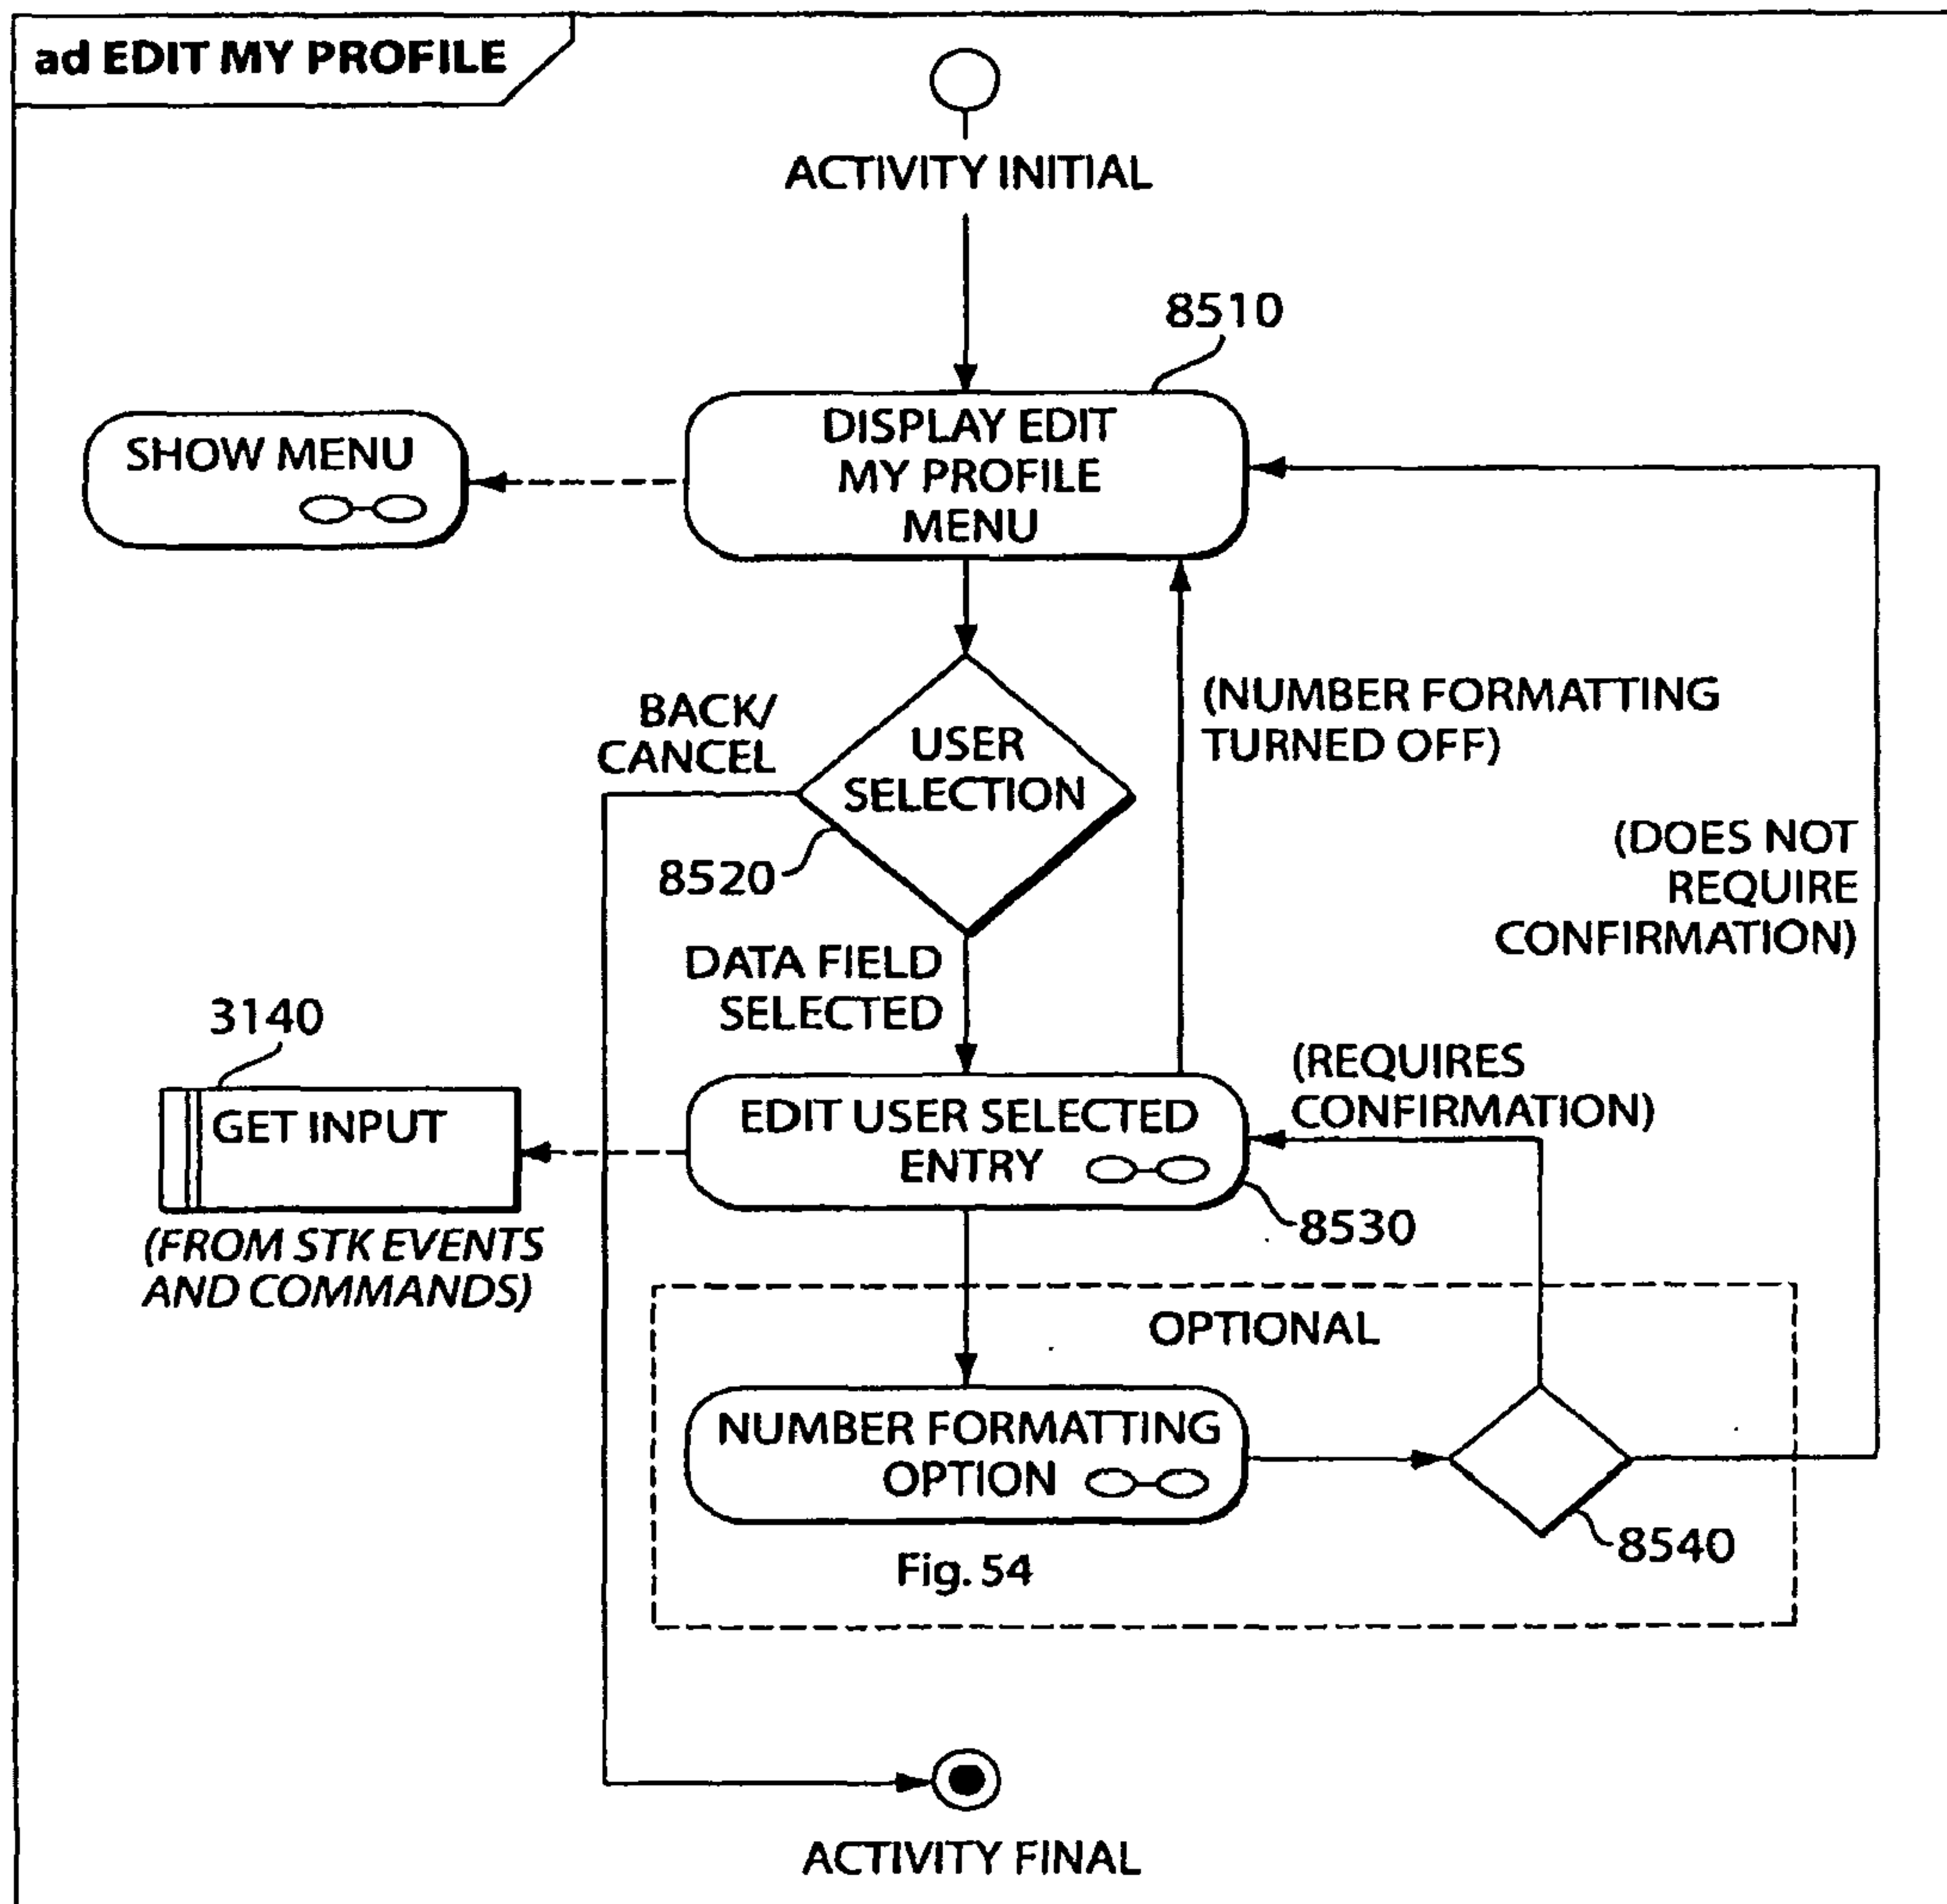 ad EDIT MY PROFILE
ACTIVITY INITIAL
8510
DISPLAY EDIT
MY PROFILE
MENU
SHOW MENU
BACK/
CANCEL
USER
SELECTION
(NUMBER FORMATTING
TURNED OFF)
8520
(DOES NOT
REQUIRE
CONFIRMATION)
DATA FIELD
SELECTED
3140
GET INPUT
(FROM STK EVENTS
AND COMMANDS)
(REQUIRES
CONFIRMATION)
EDIT USER SELECTED
ENTRY
8530
OPTIONAL
NUMBER FORMATTING
OPTION
Fig. 54
8540
ACTIVITY FINAL